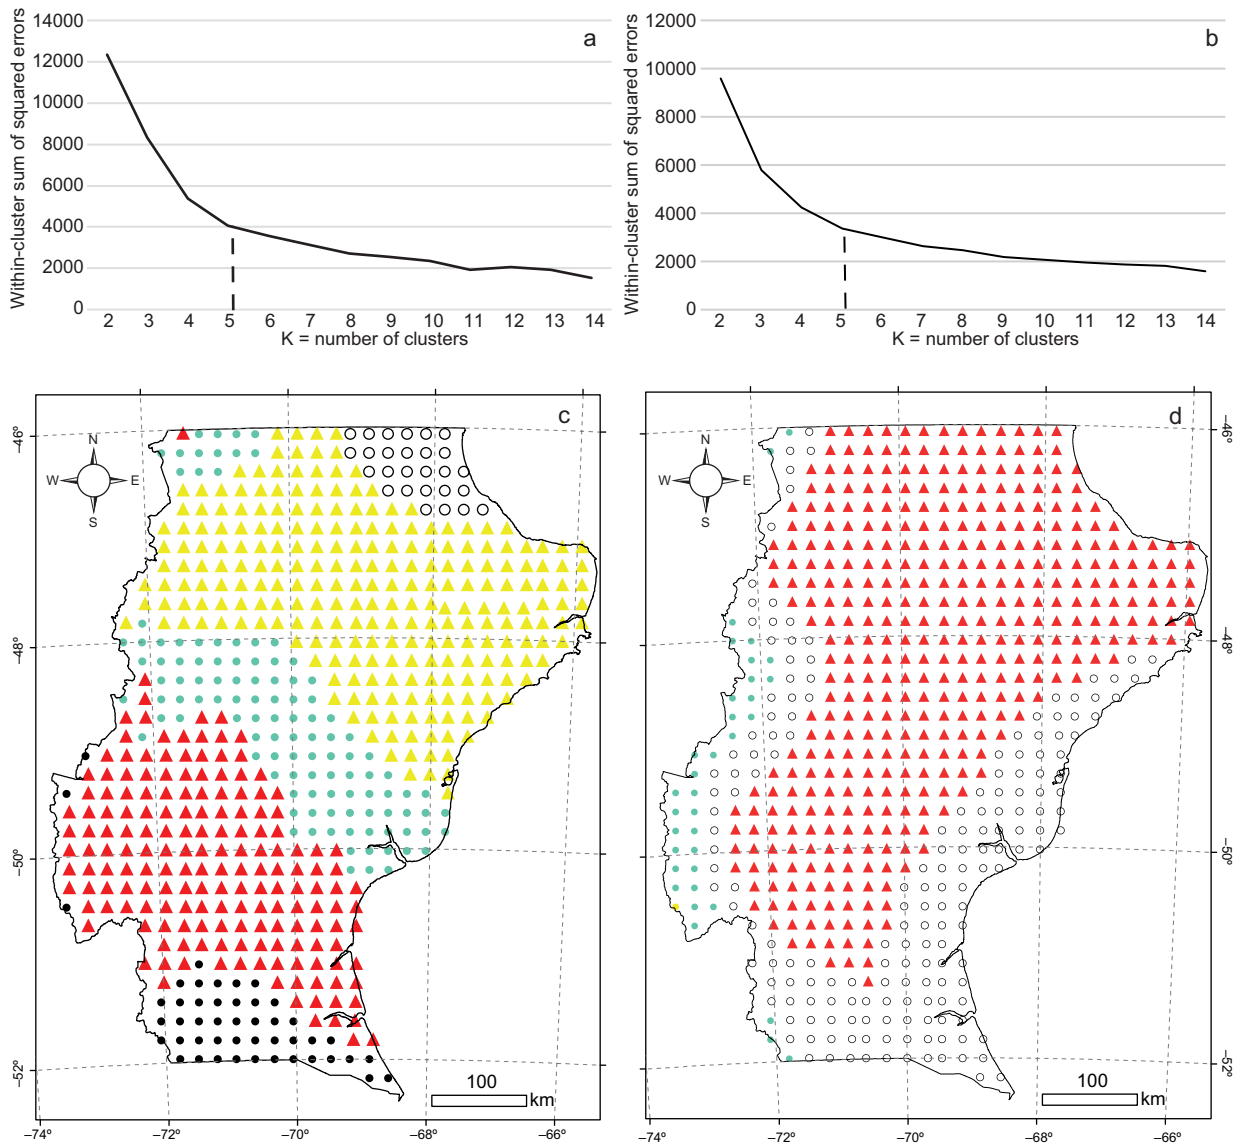 a
Within-cluster sum of squared errors
14000
12000
10000
8000
6000
4000
2000
0
2 3 4 5 6 7 8 9 10 11 12 13 14
K = number of clusters
b
Within-cluster sum of squared errors
12000
10000
8000
6000
4000
2000
0
2 3 4 5 6 7 8 9 10 11 12 13 14
K = number of clusters
c
N
W E
S
–46°
–48°
–50°
–52°
100
km
–74° –72° –70° –68° –66°
d
N
W E
S
–46°
–48°
–50°
–52°
100
km
–74° –72° –70° –68° –66°